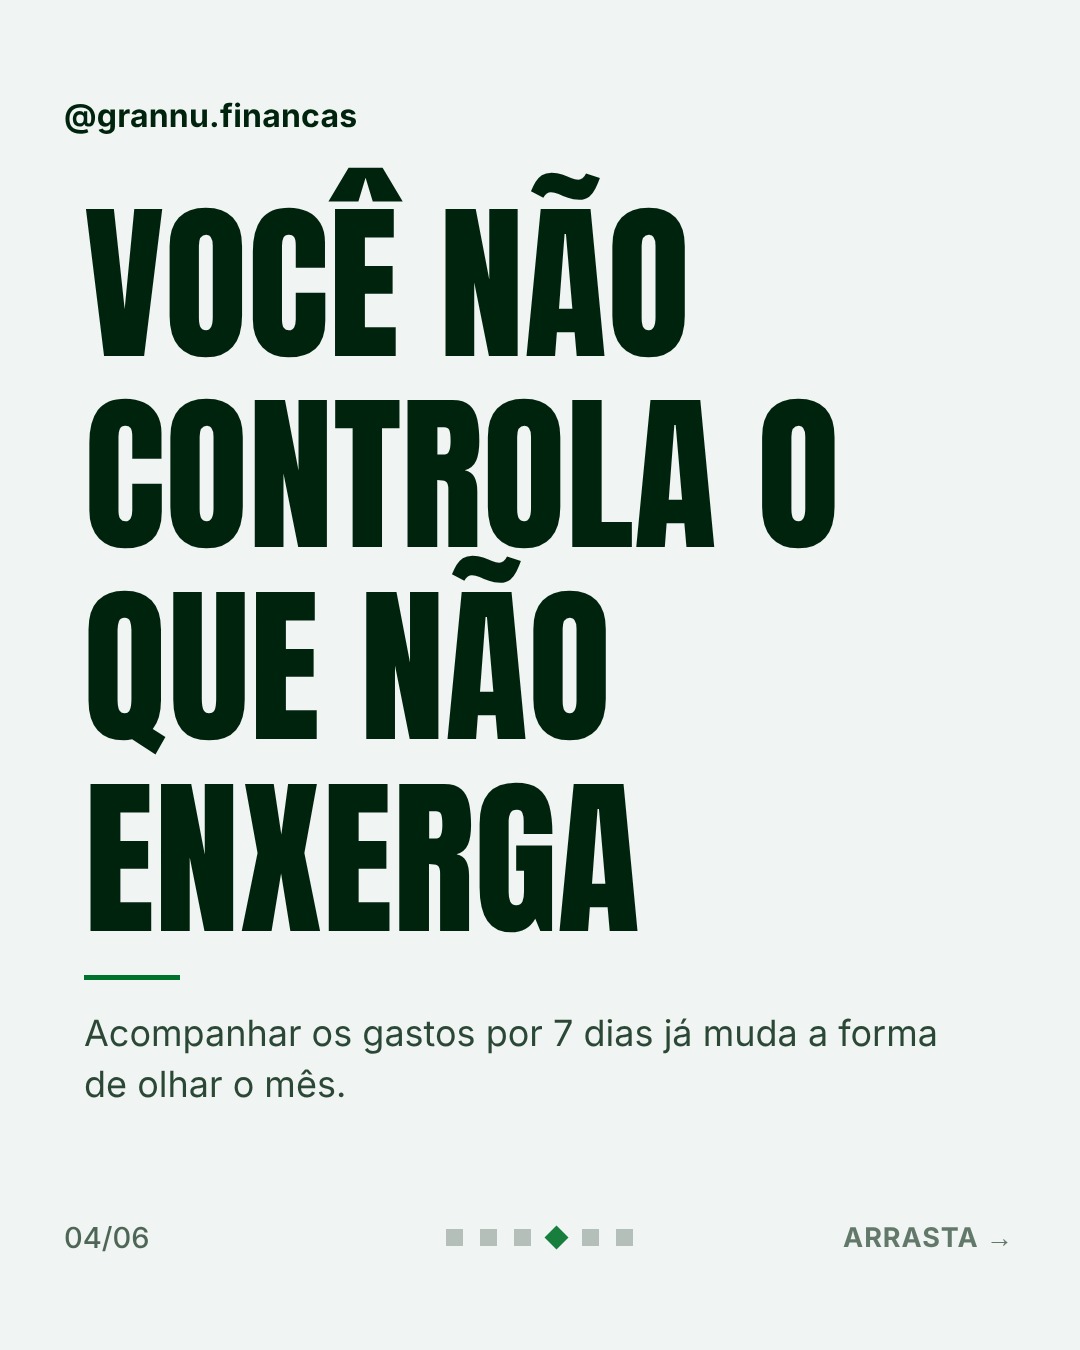 @grannu.financas
VOCÊ NÃO
CONTROLA O
QUE NÃO
ENXERGA
Acompanhar os gastos por 7 dias já muda a forma
de olhar o mês.
04/06
ARRASTA →